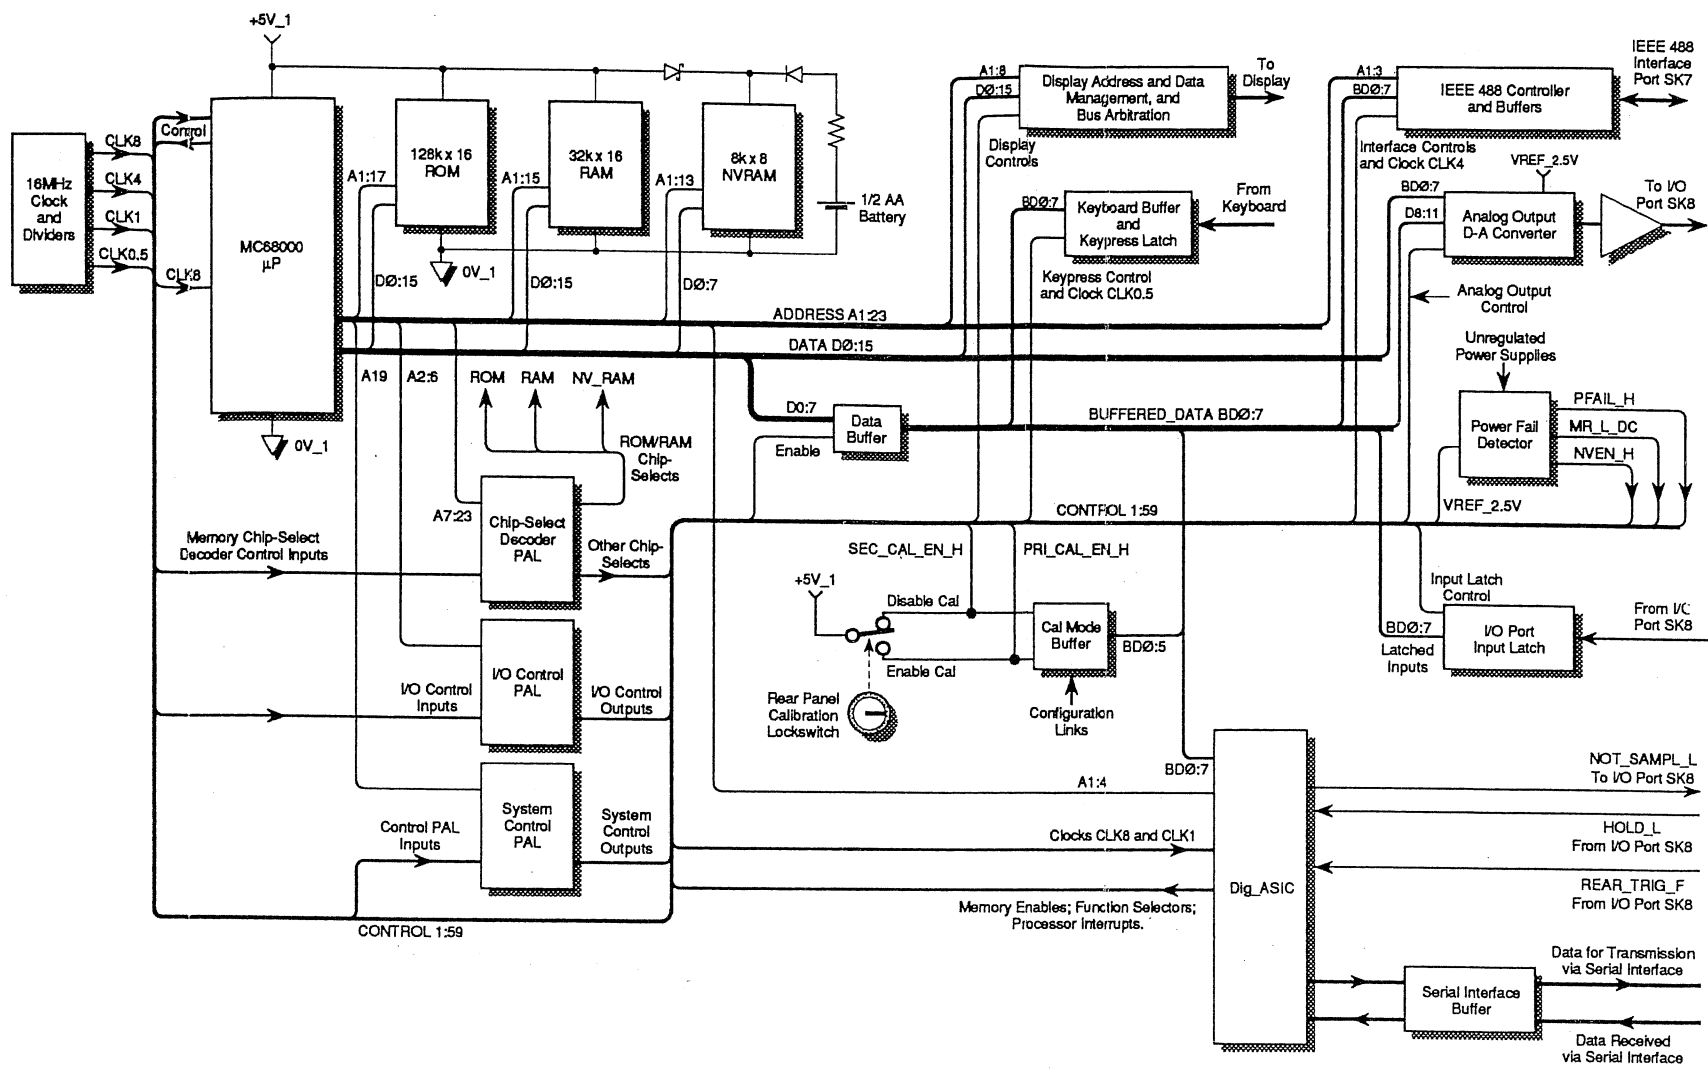 +5V_1
16MHz
Clock
and
Dividers
CLK8
CLK4
CLK1
CLK0.5
Control
CLK8
MC68000
µP
0V_1
128k x 16
ROM
32k x 16
RAM
8k x 8
NVRAM
A1:17
A1:15
A1:13
DØ:15
DØ:15
DØ:7
0V_1
1/2 AA
Battery
A1:8
DØ:15
Display Address and Data
Management, and
Bus Arbitration
To
Display
Display
Controls
BDØ:7
Keyboard Buffer
and
Keypress Latch
From
Keyboard
Keypress Control
and Clock CLK0.5
A1:3
BDØ:7
IEEE 488 Controller
and Buffers
IEEE 488
Interface
Port SK7
Interface Controls
and Clock CLK4
VREF_2.5V
BDØ:7
D8:11
Analog Output
D-A Converter
To I/O
Port SK8
Analog Output
Control
ADDRESS A1:23
DATA DØ:15
A19
A2:6
ROM
RAM
NV_RAM
ROM/RAM
Chip-
Selects
A7:23
D0:7
Data
Buffer
Enable
BUFFERED_DATA BDØ:7
Unregulated
Power Supplies
Power Fail
Detector
PFAIL_H
MR_L_DC
NVEN_H
VREF_2.5V
CONTROL 1:59
Memory Chip-Select
Decoder Control Inputs
Chip-Select
Decoder
PAL
Other Chip-
Selects
SEC_CAL_EN_H
PRI_CAL_EN_H
+5V_1
Disable Cal
Enable Cal
Cal Mode
Buffer
BDØ:5
Rear Panel
Calibration
Lockswitch
Configuration
Links
Input Latch
Control
BDØ:7
Latched
Inputs
I/O Port
Input Latch
From I/O
Port SK8
I/O Control
Inputs
I/O Control
PAL
I/O Control
Outputs
Control PAL
Inputs
System
Control
PAL
System
Control
Outputs
CONTROL 1:59
BDØ:7
A1:4
Clocks CLK8 and CLK1
Memory Enables; Function Selectors;
Processor Interrupts.
Dig_ASIC
NOT_SAMPL_L
To I/O Port SK8
HOLD_L
From I/O Port SK8
REAR_TRIG_F
From I/O Port SK8
Serial Interface
Buffer
Data for Transmission
via Serial Interface
Data Received
via Serial Interface